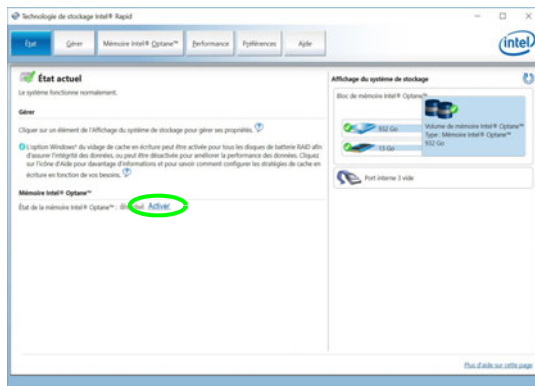 Technologie de stockage Intel® Rapid
État
Gérer
Mémoire Intel® Optane™
Performance
Préférences
Aide
intel
État actuel
Le système fonctionne normalement.
Gérer
Cliquer sur un élément de l'Affichage du système de stockage pour gérer ses propriétés.
L'option Windows* du vidage de cache en écriture peut être activée pour tous les disques de batterie RAID afin
d'assurer l'intégrité des données, ou peut être désactivée pour améliorer la performance des données. Cliquez
sur l'icône d'Aide pour davantage d'informations et pour savoir comment configurer les stratégies de cache en
écriture en fonction de vos besoins.
Mémoire Intel® Optane™
État de la mémoire Intel® Optane™ : Activer
Affichage du système de stockage
Bloc de mémoire Intel® Optane™
932 Go
13 Go
Volume de mémoire Intel® Optane™
Type : Mémoire Intel® Optane™
932 Go
Port interne 3 vide
Plus d'aide sur cette page